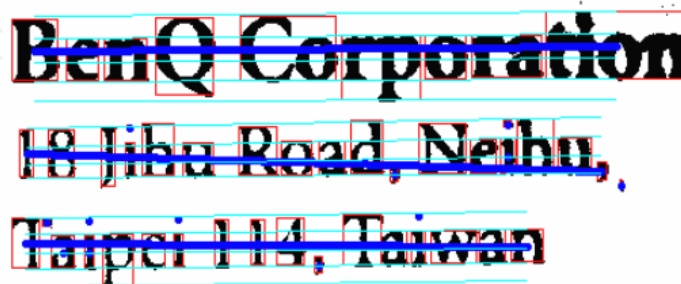 BenQ Corporation
18 Jihu Road, Neihu,
Taipei 114, Taiwan